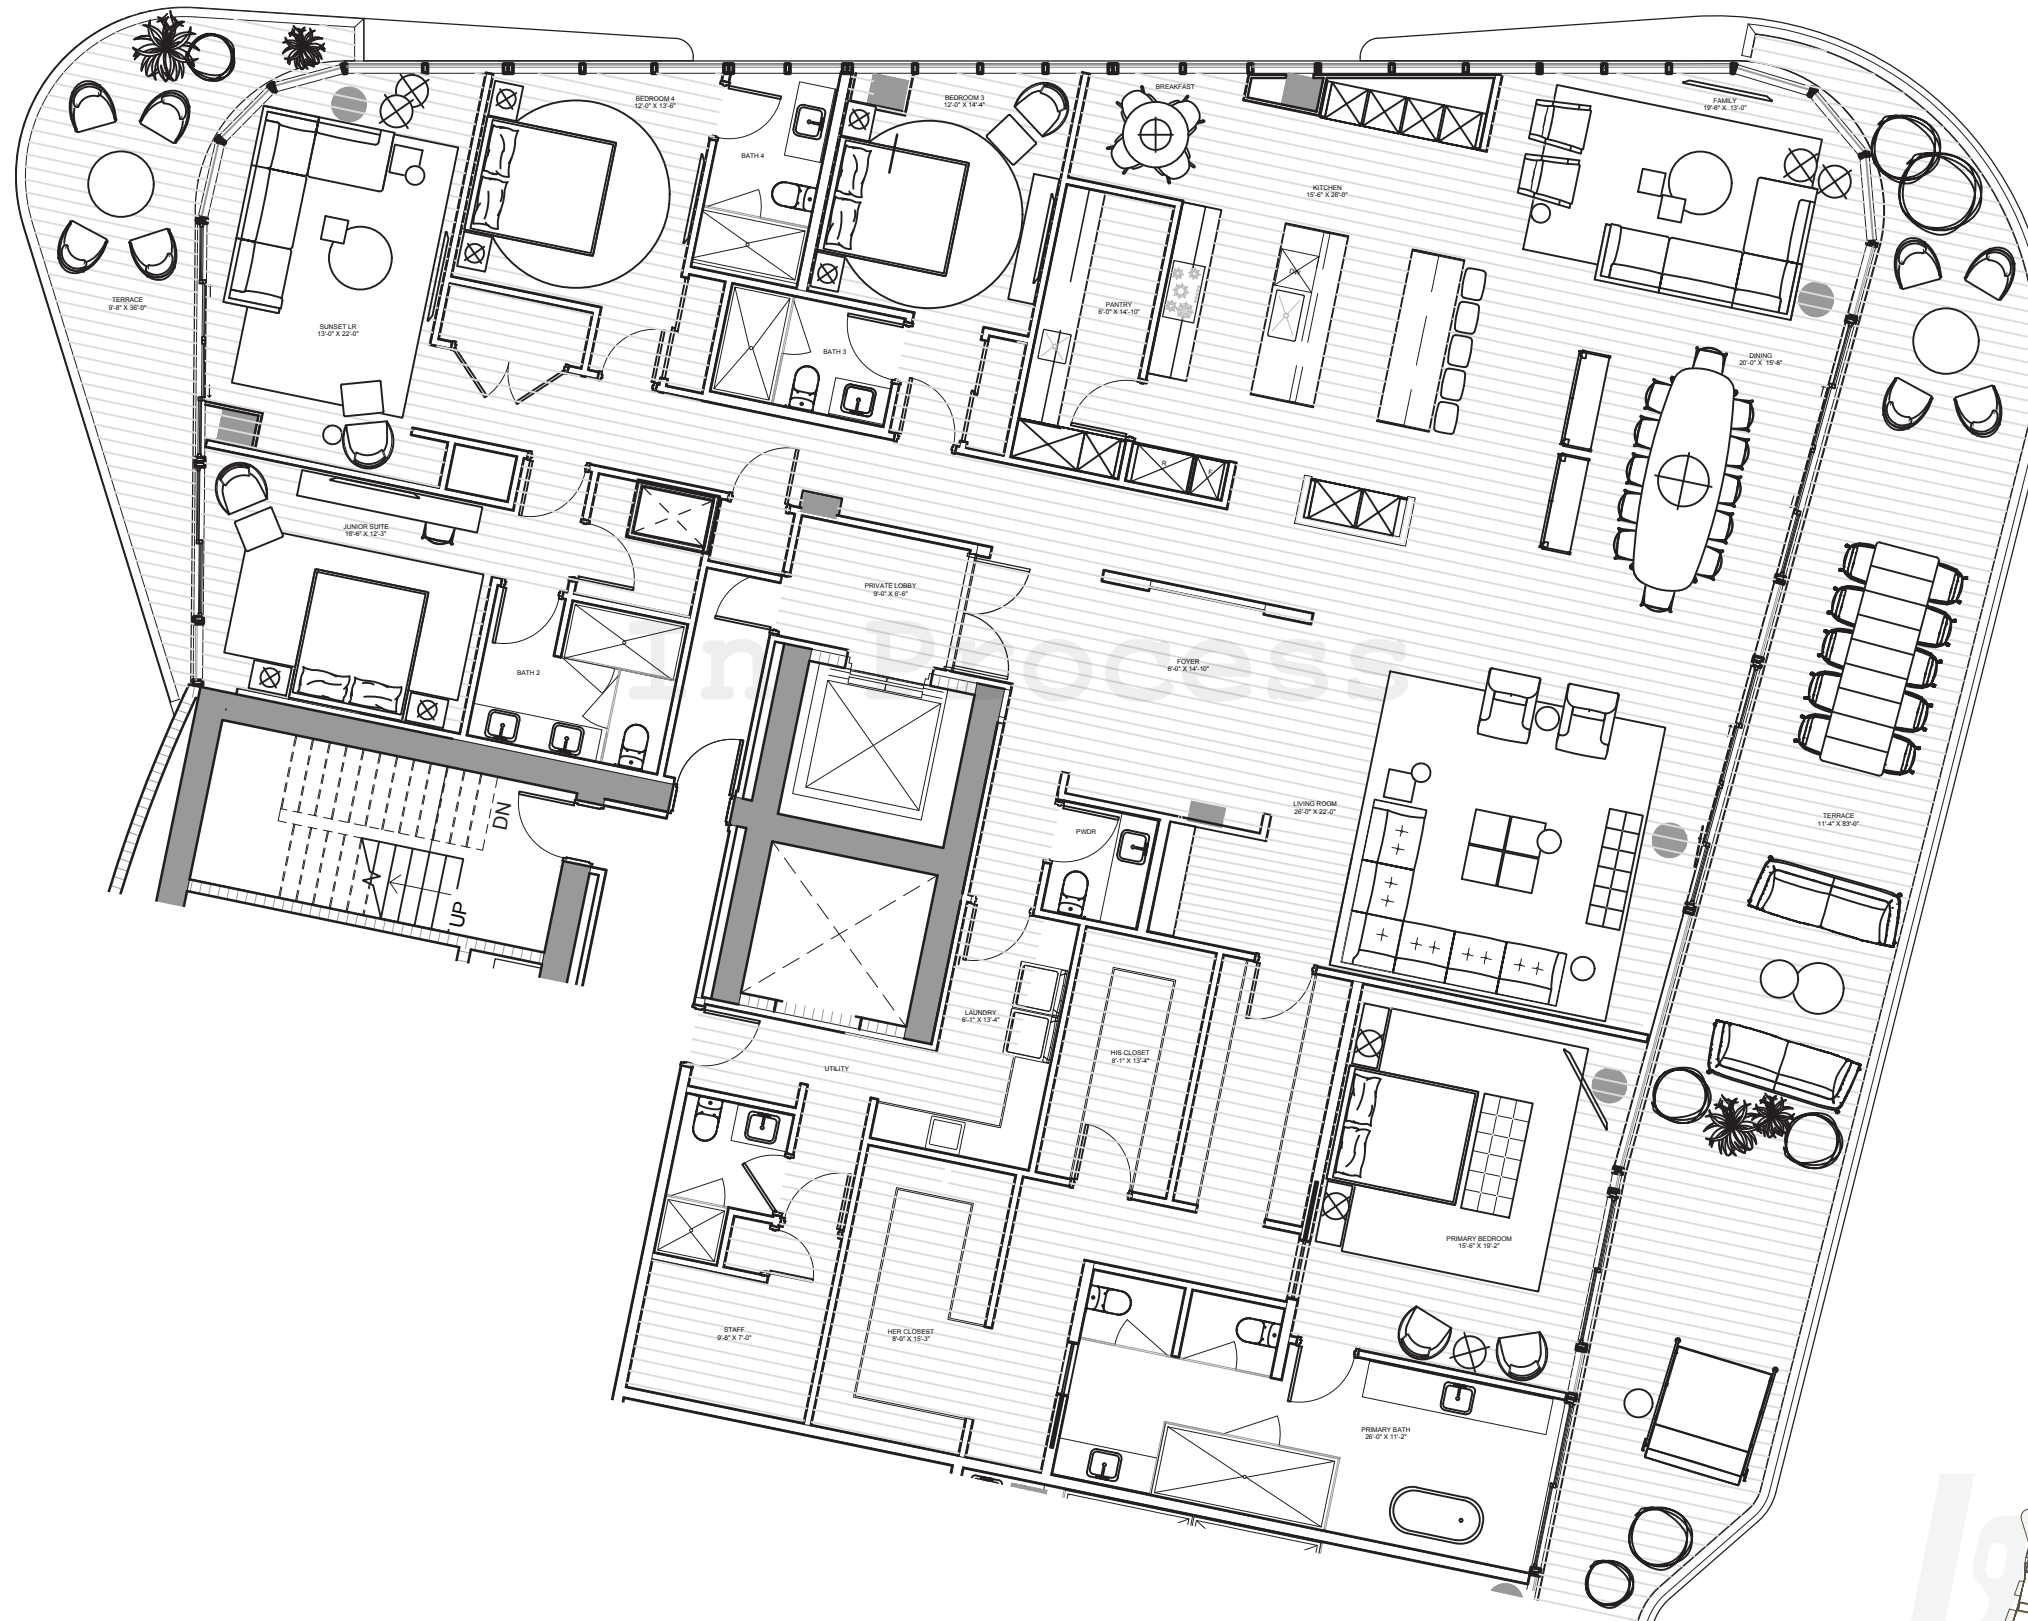 BREAKFAST
BEDROOM 4
12'-0" X 13'-6"
BEDROOM 3
12'-0" X 14'-4"
FAMILY
19'-6" X 13'-0"
BATH 4
KITCHEN
15'-6" X 26'-0"
DW
TERRACE
9'-8" X 36'-0"
PANTRY
6'-0" X 14'-10"
SUNSET LR
13'-0" X 22'-0"
BATH 3
DINING
20'-0" X 15'-8"
R
F
JUNIOR SUITE
16'-6" X 12'-3"
PRIVATE LOBBY
9'-0" X 6'-6"
In Process
FOYER
6'-0" X 14'-10"
BATH 2
LIVING ROOM
26'-0" X 22'-0"
DN
PWDR
TERRACE
11'-4" X 83'-0"
UP
LAUNDRY
6'-1" X 13'-4"
HIS CLOSET
8'-1" X 13'-4"
UTILITY
PRIMARY BEDROOM
15'-6" X 19'-2"
STAFF
9'-8" X 7'-0"
HER CLOSEST
8'-0" X 15'-3"
PRIMARY BATH
26'-0" X 11'-2"